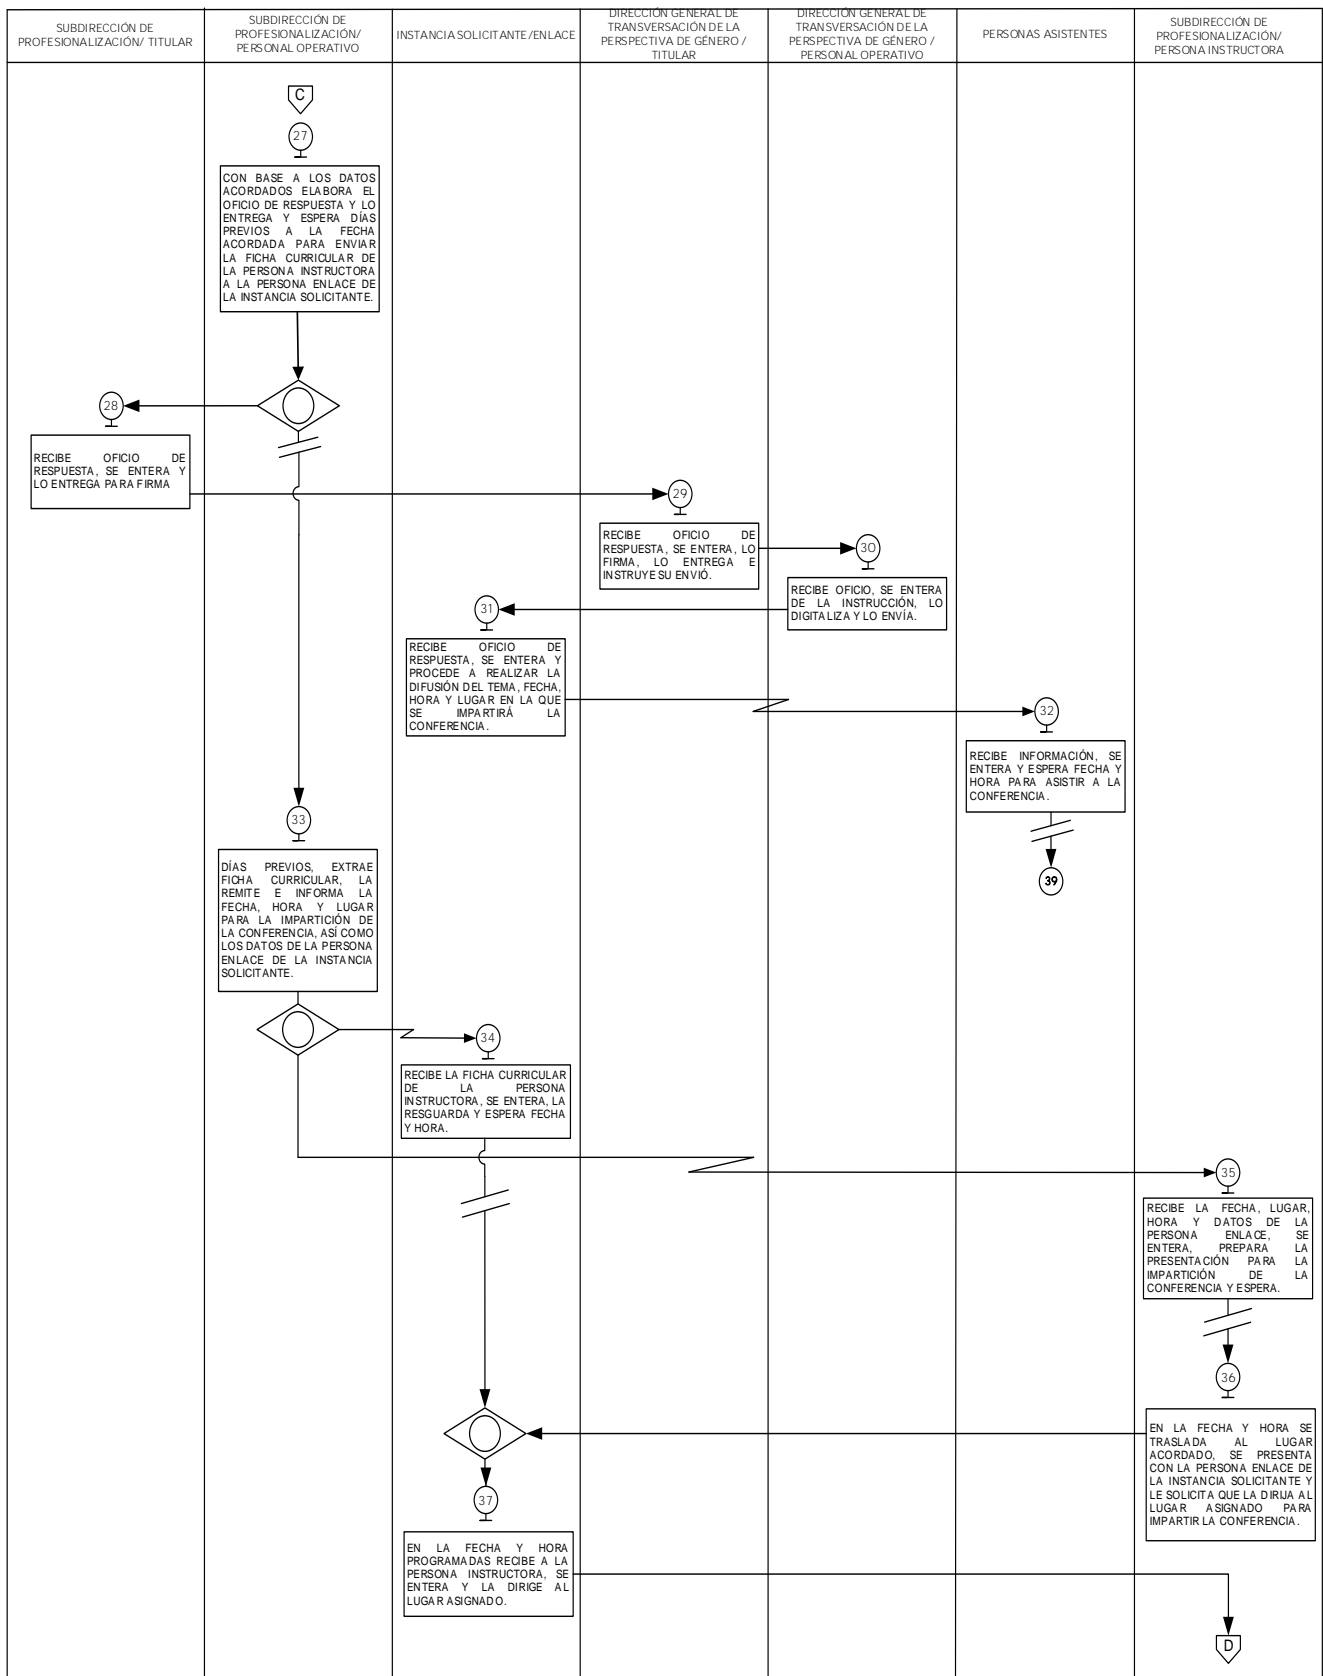 SUBDIRECCIÓN DE
PROFESIONALIZACIÓN/ TITULAR
SUBDIRECCIÓN DE
PROFESIONALIZACIÓN/
PERSONAL OPERATIVO
INSTANCIA SOLICITANTE/ENLACE
DIRECCIÓN GENERAL DE
TRANSVERSACIÓN DE LA
PERSPECTIVA DE GÉNERO /
TITULAR
DIRECCIÓN GENERAL DE
TRANSVERSACIÓN DE LA
PERSPECTIVA DE GÉNERO /
PERSONAL OPERATIVO
PERSONAS ASISTENTES
SUBDIRECCIÓN DE
PROFESIONALIZACIÓN/
PERSONA INSTRUCTORA
C
27
CON BASE A LOS DATOS
ACORDADOS ELABORA EL
OFICIO DE RESPUESTA Y LO
ENTREGA Y ESPERA DÍAS
PREVIOS A LA FECHA
ACORDADA PARA ENVIAR
LA FICHA CURRICULAR DE
LA PERSONA INSTRUCTORA
A LA PERSONA ENLACE DE
LA INSTANCIA SOLICITANTE.
28
RECIBE OFICIO DE
RESPUESTA, SE ENTERA Y
LO ENTREGA PARA FIRMA
29
RECIBE OFICIO DE
RESPUESTA, SE ENTERA, LO
FIRMA, LO ENTREGA E
INSTRUYE SU ENVIÓ.
30
RECIBE OFICIO, SE ENTERA
DE LA INSTRUCCIÓN, LO
DIGITALIZA Y LO ENVÍA.
31
RECIBE OFICIO DE
RESPUESTA, SE ENTERA Y
PROCEDE A REALIZAR LA
DIFUSIÓN DEL TEMA, FECHA,
HORA Y LUGAR EN LA QUE
SE IMPARTIRÁ LA
CONFERENCIA.
32
RECIBE INFORMACIÓN, SE
ENTERA Y ESPERA FECHA Y
HORA PARA ASISTIR A LA
CONFERENCIA.
39
33
DÍAS PREVIOS, EXTRAE
FICHA CURRICULAR, LA
REMITE E INFORMA LA
FECHA, HORA Y LUGAR
PARA LA IMPARTICIÓN DE
LA CONFERENCIA, ASÍ COMO
LOS DATOS DE LA PERSONA
ENLACE DE LA INSTANCIA
SOLICITANTE.
34
RECIBE LA FICHA CURRICULAR
DE LA PERSONA
INSTRUCTORA, SE ENTERA, LA
RESGUARDA Y ESPERA FECHA
Y HORA.
35
RECIBE LA FECHA, LUGAR,
HORA Y DATOS DE LA
PERSONA ENLACE, SE
ENTERA, PREPARA LA
PRESENTACIÓN PARA LA
IMPARTICIÓN DE LA
CONFERENCIA Y ESPERA.
36
EN LA FECHA Y HORA SE
TRASLADA AL LUGAR
ACORDADO, SE PRESENTA
CON LA PERSONA ENLACE DE
LA INSTANCIA SOLICITANTE Y
LE SOLICITA QUE LA DIRIJA AL
LUGAR ASIGNADO PARA
IMPARTIR LA CONFERENCIA.
37
EN LA FECHA Y HORA
PROGRAMADAS RECIBE A LA
PERSONA INSTRUCTORA, SE
ENTERA Y LA DIRIGE AL
LUGAR ASIGNADO.
D